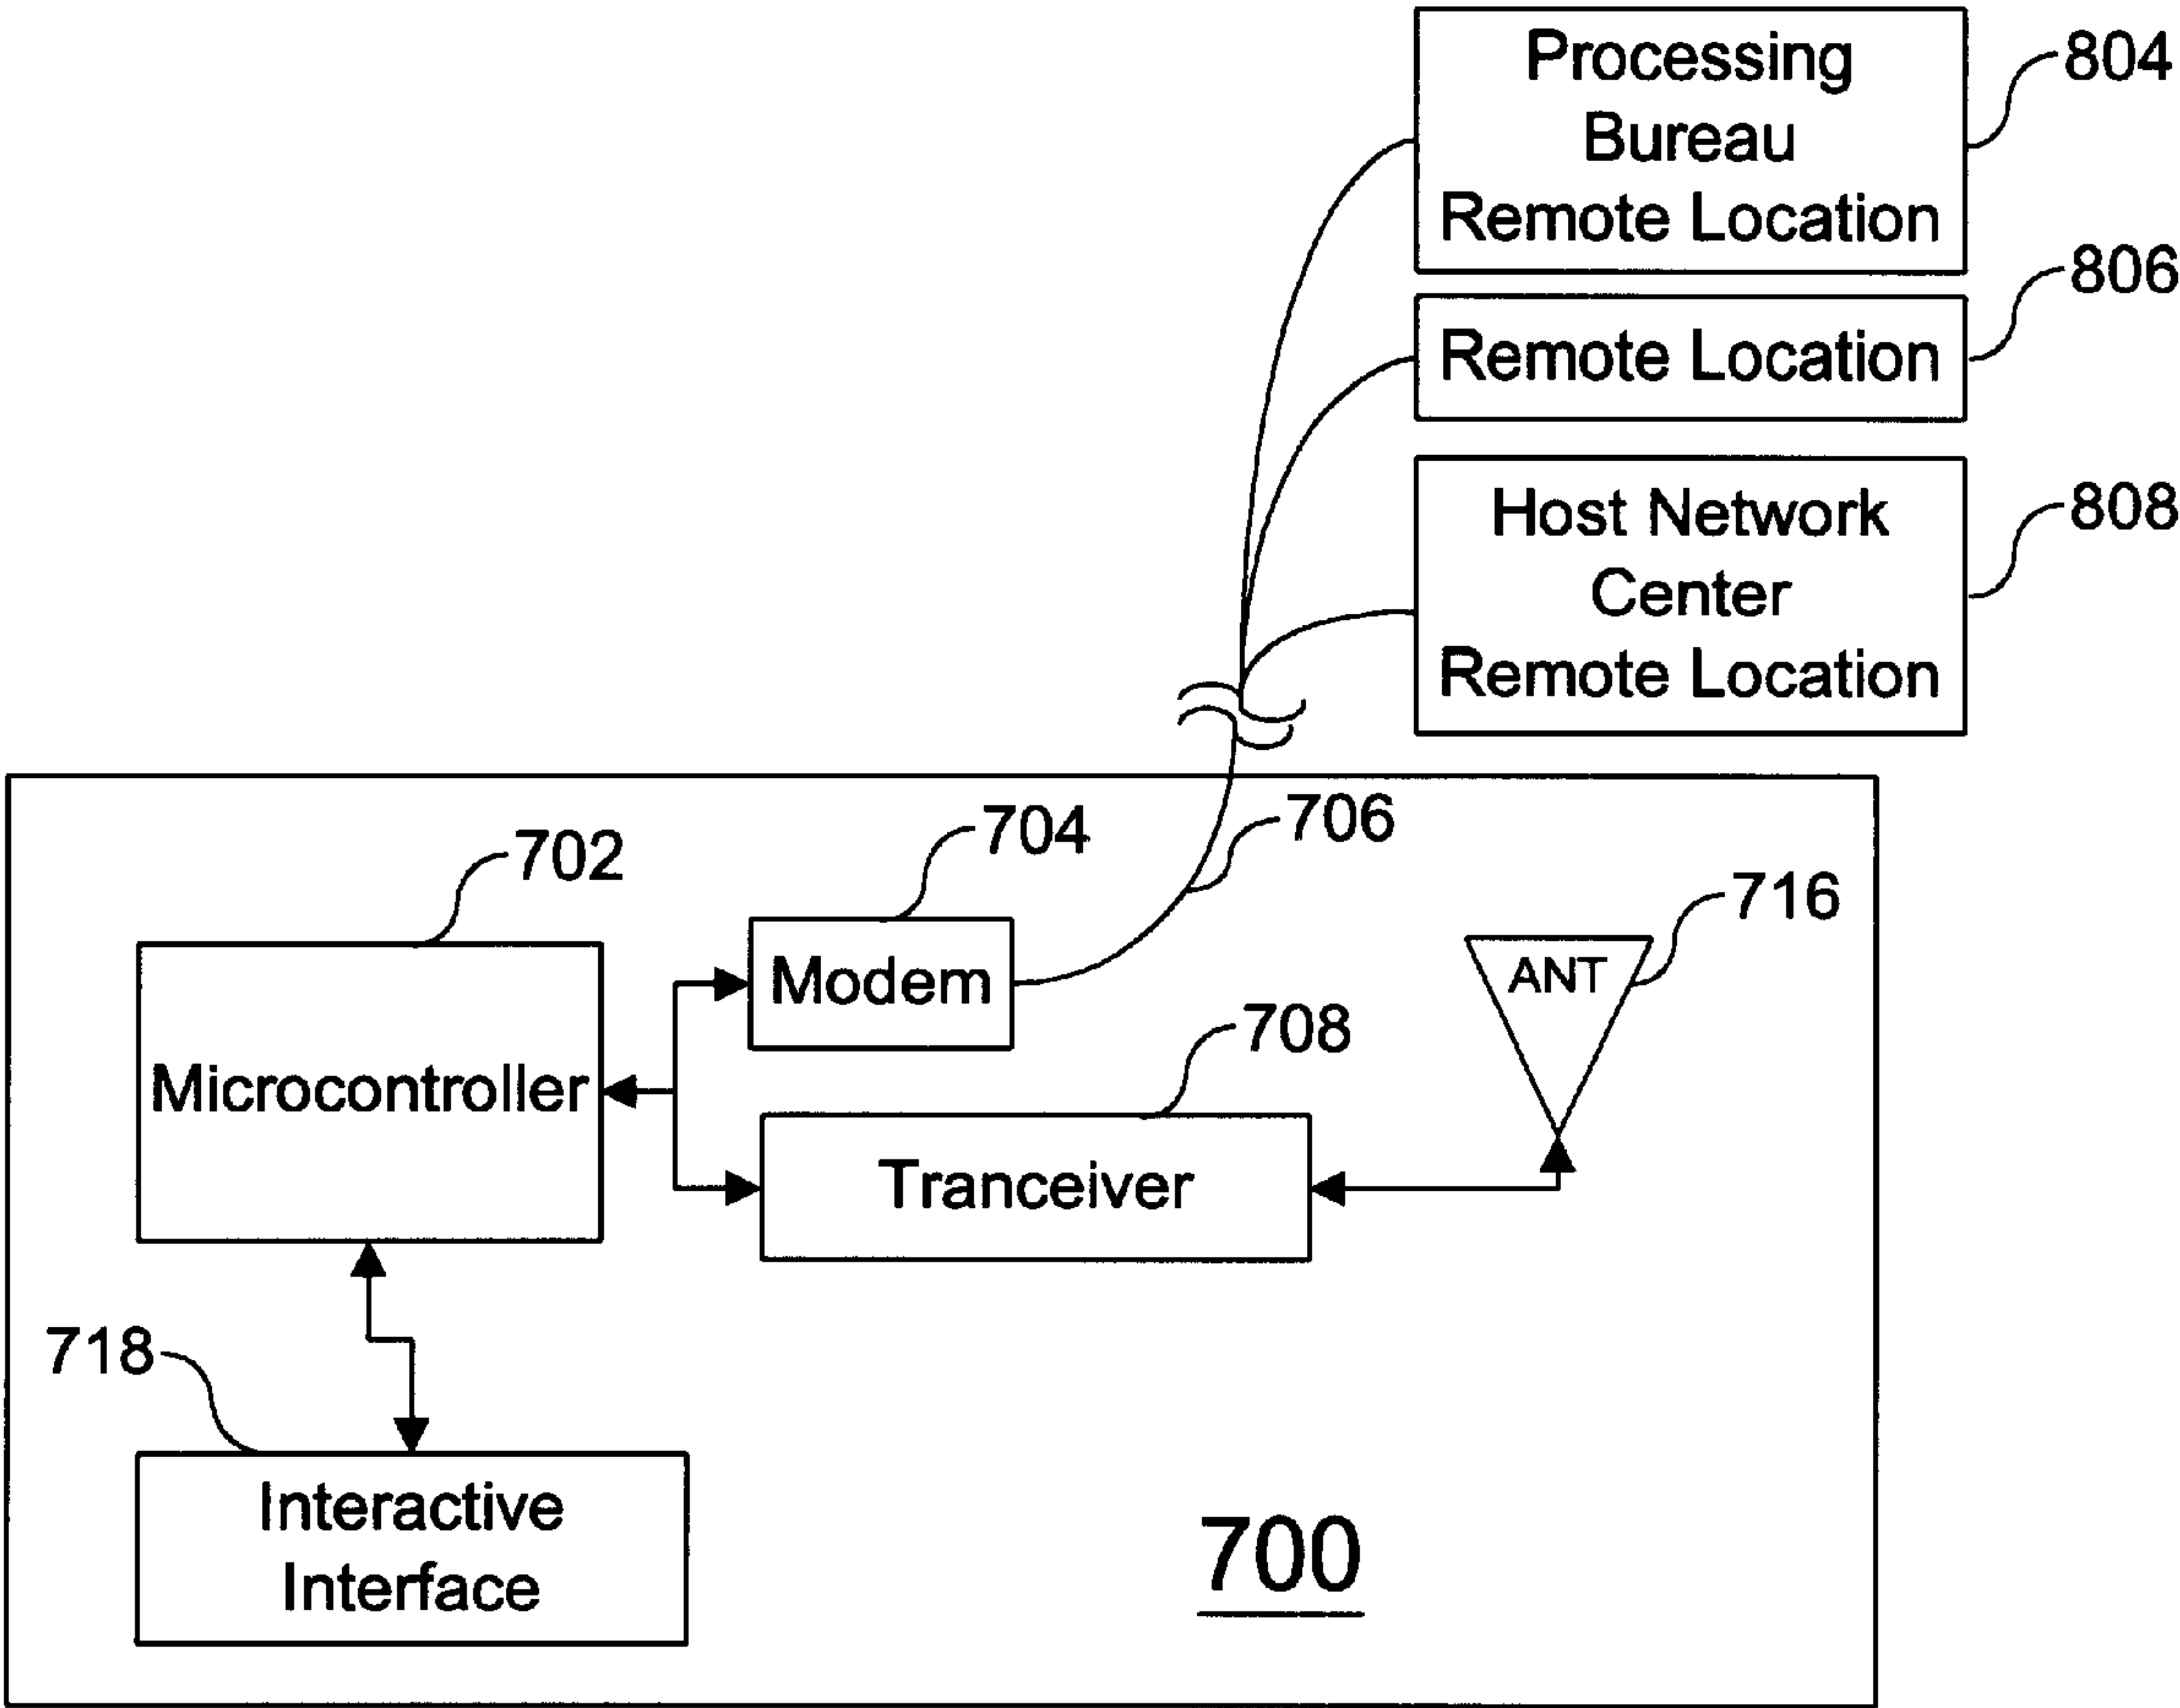 Processing
Bureau
Remote Location
804
Remote Location
806
Host Network
Center
Remote Location
808
702
704
706
716
Microcontroller
Modem
ANT
708
Tranceiver
718
Interactive
Interface
700